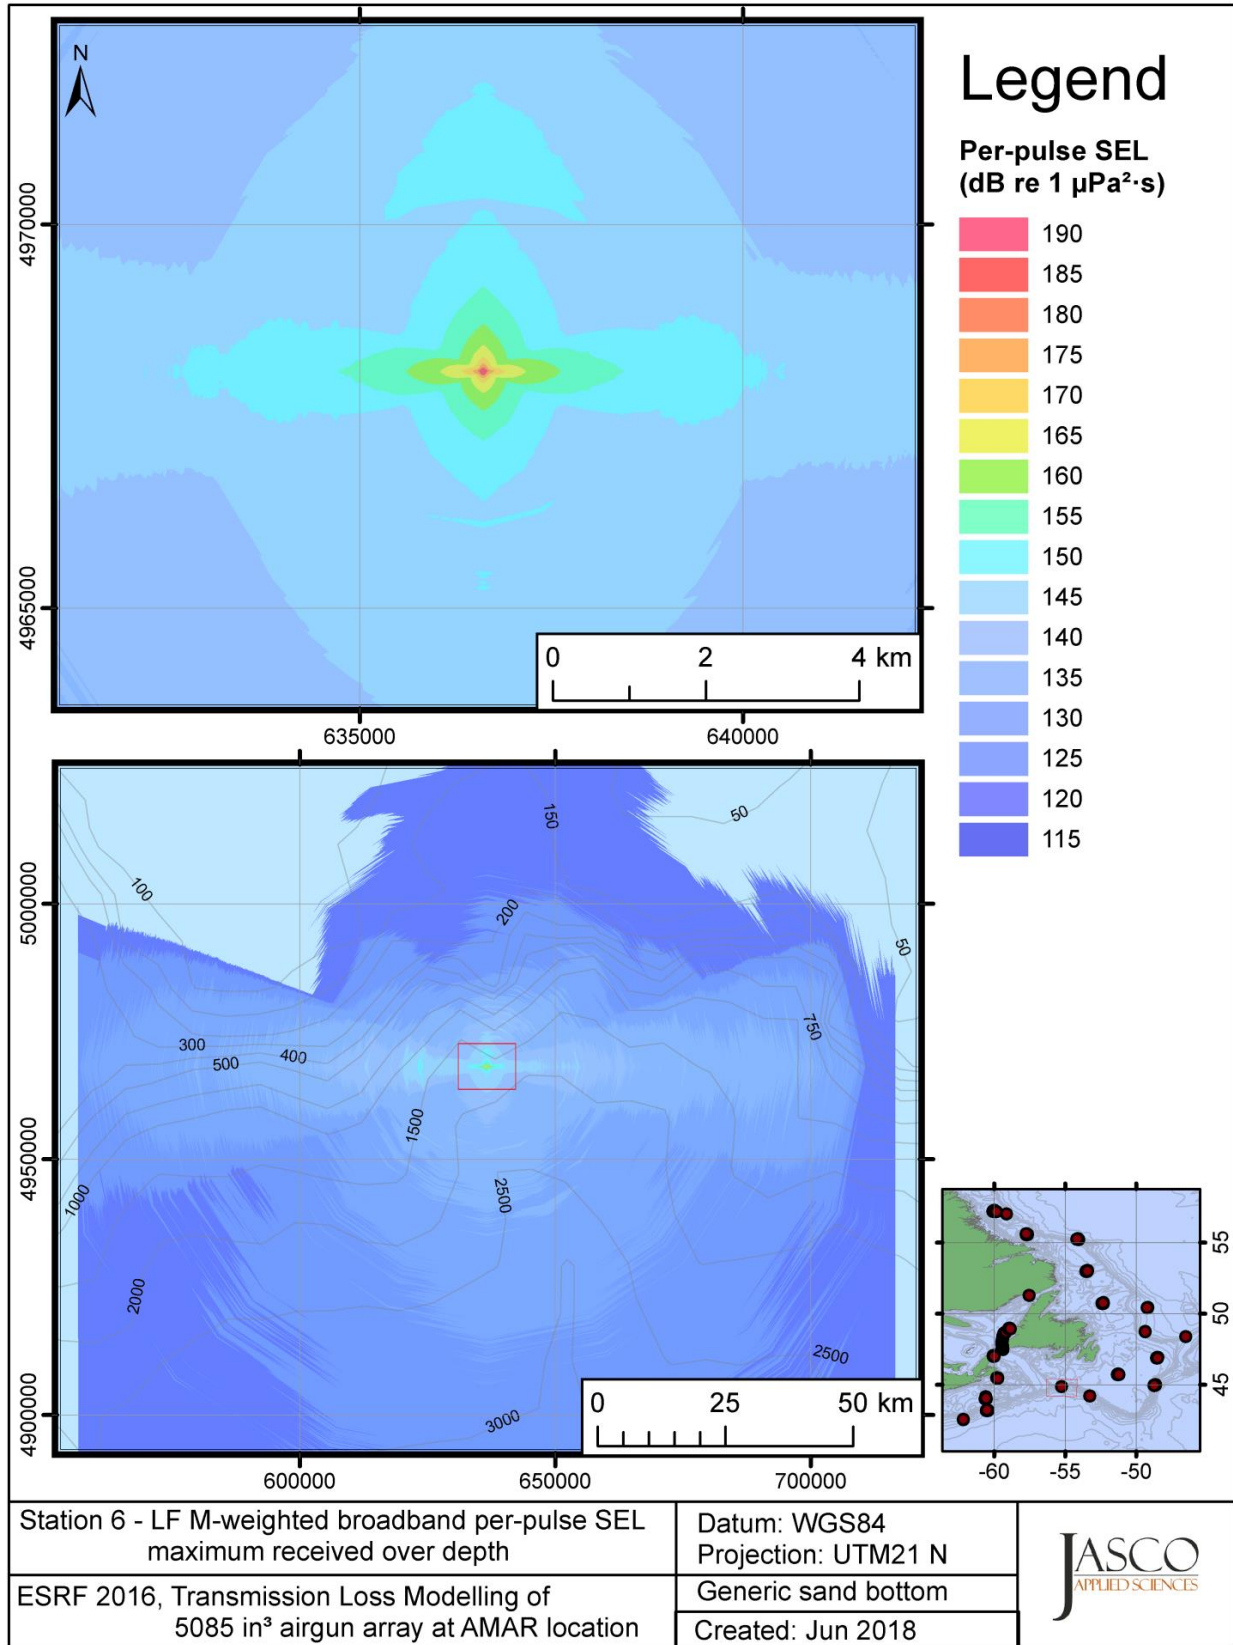 N
4970000
4965000
0 2 4 km
635000 640000
Legend
Per-pulse SEL
(dB re 1 µPa²·s)
190
185
180
175
170
165
160
155
150
145
140
135
130
125
120
115
5000000
4950000
4900000
100
150
50
200
50
300
500
400
750
1500
1000
2500
2000
2500
3000
0 25 50 km
600000 650000 700000
55
50
45
-60 -55 -50
Station 6 - LF M-weighted broadband per-pulse SEL
maximum received over depth
ESRF 2016, Transmission Loss Modelling of
5085 in³ airgun array at AMAR location
Datum: WGS84
Projection: UTM21 N
Generic sand bottom
Created: Jun 2018
JASCO
APPLIED SCIENCES